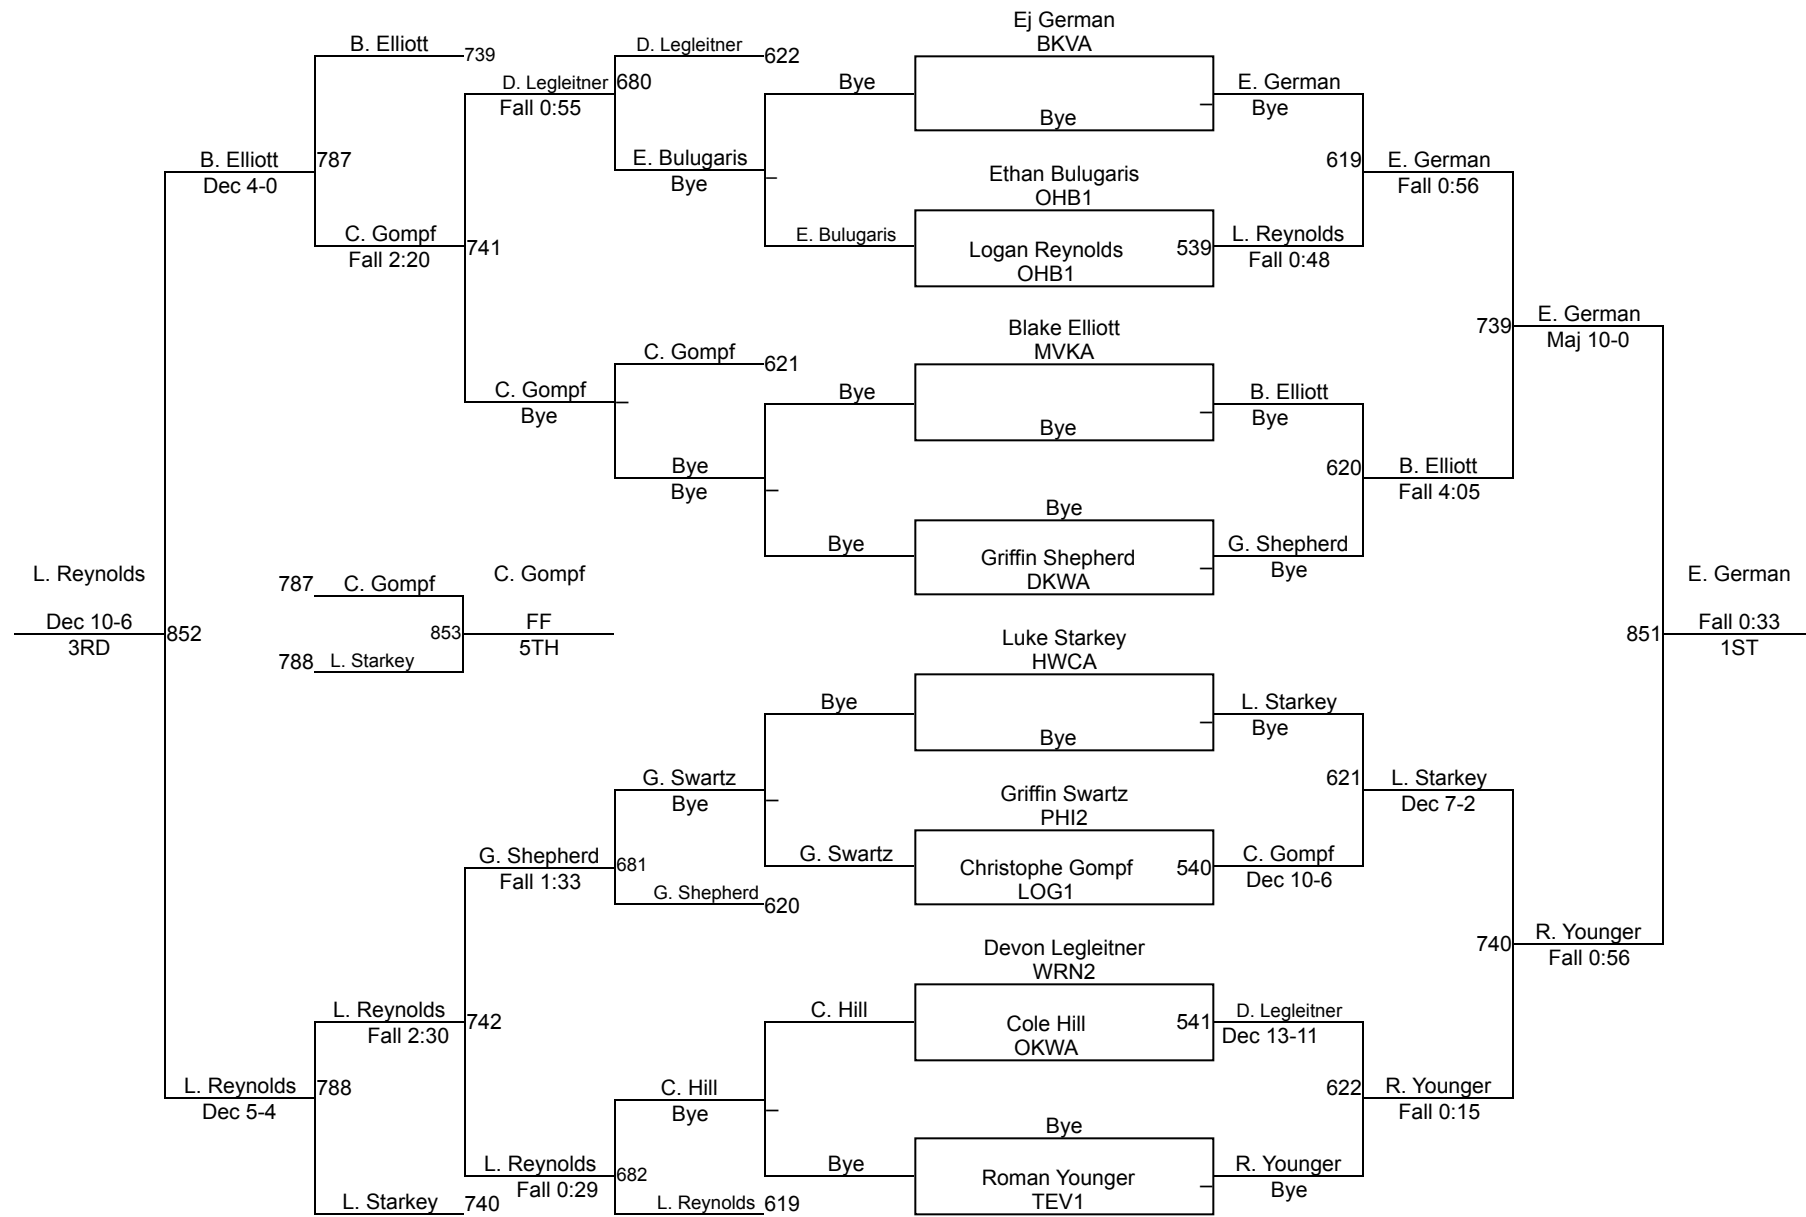 Ej German
BKVA
B. Elliott
739
D. Legleitner
622
D. Legleitner
680
Fall 0:55
Bye
E. German
Bye
Bye
B. Elliott
787
Dec 4-0
E. Bulugaris
Bye
Ethan Bulugaris
OHB1
619
E. German
Fall 0:56
C. Gompf
741
Fall 2:20
E. Bulugaris
Logan Reynolds
539
OHB1
L. Reynolds
Fall 0:48
Blake Elliott
MVKA
739
E. German
Maj 10-0
C. Gompf
621
C. Gompf
Bye
Bye
Bye
B. Elliott
Bye
Bye
Bye
620
B. Elliott
Fall 4:05
Bye
Bye
Griffin Shepherd
DKWA
G. Shepherd
Bye
L. Reynolds
Dec 10-6
852
3RD
787
C. Gompf
C. Gompf
853
FF
5TH
788
L. Starkey
E. German
851
Fall 0:33
1ST
Luke Starkey
HWCA
Bye
Bye
L. Starkey
Bye
G. Swartz
Bye
Griffin Swartz
PHI2
621
L. Starkey
Dec 7-2
G. Shepherd
681
Fall 1:33
G. Swartz
Christophe Gompf
540
LOG1
C. Gompf
Dec 10-6
G. Shepherd
620
Devon Legleitner
WRN2
740
R. Younger
Fall 0:56
L. Reynolds
742
Fall 2:30
C. Hill
Cole Hill
541
OKWA
D. Legleitner
Dec 13-11
L. Reynolds
788
Dec 5-4
C. Hill
Bye
622
R. Younger
Fall 0:15
Bye
L. Reynolds
682
Fall 0:29
Bye
Roman Younger
TEV1
R. Younger
Bye
L. Starkey
740
L. Reynolds
619